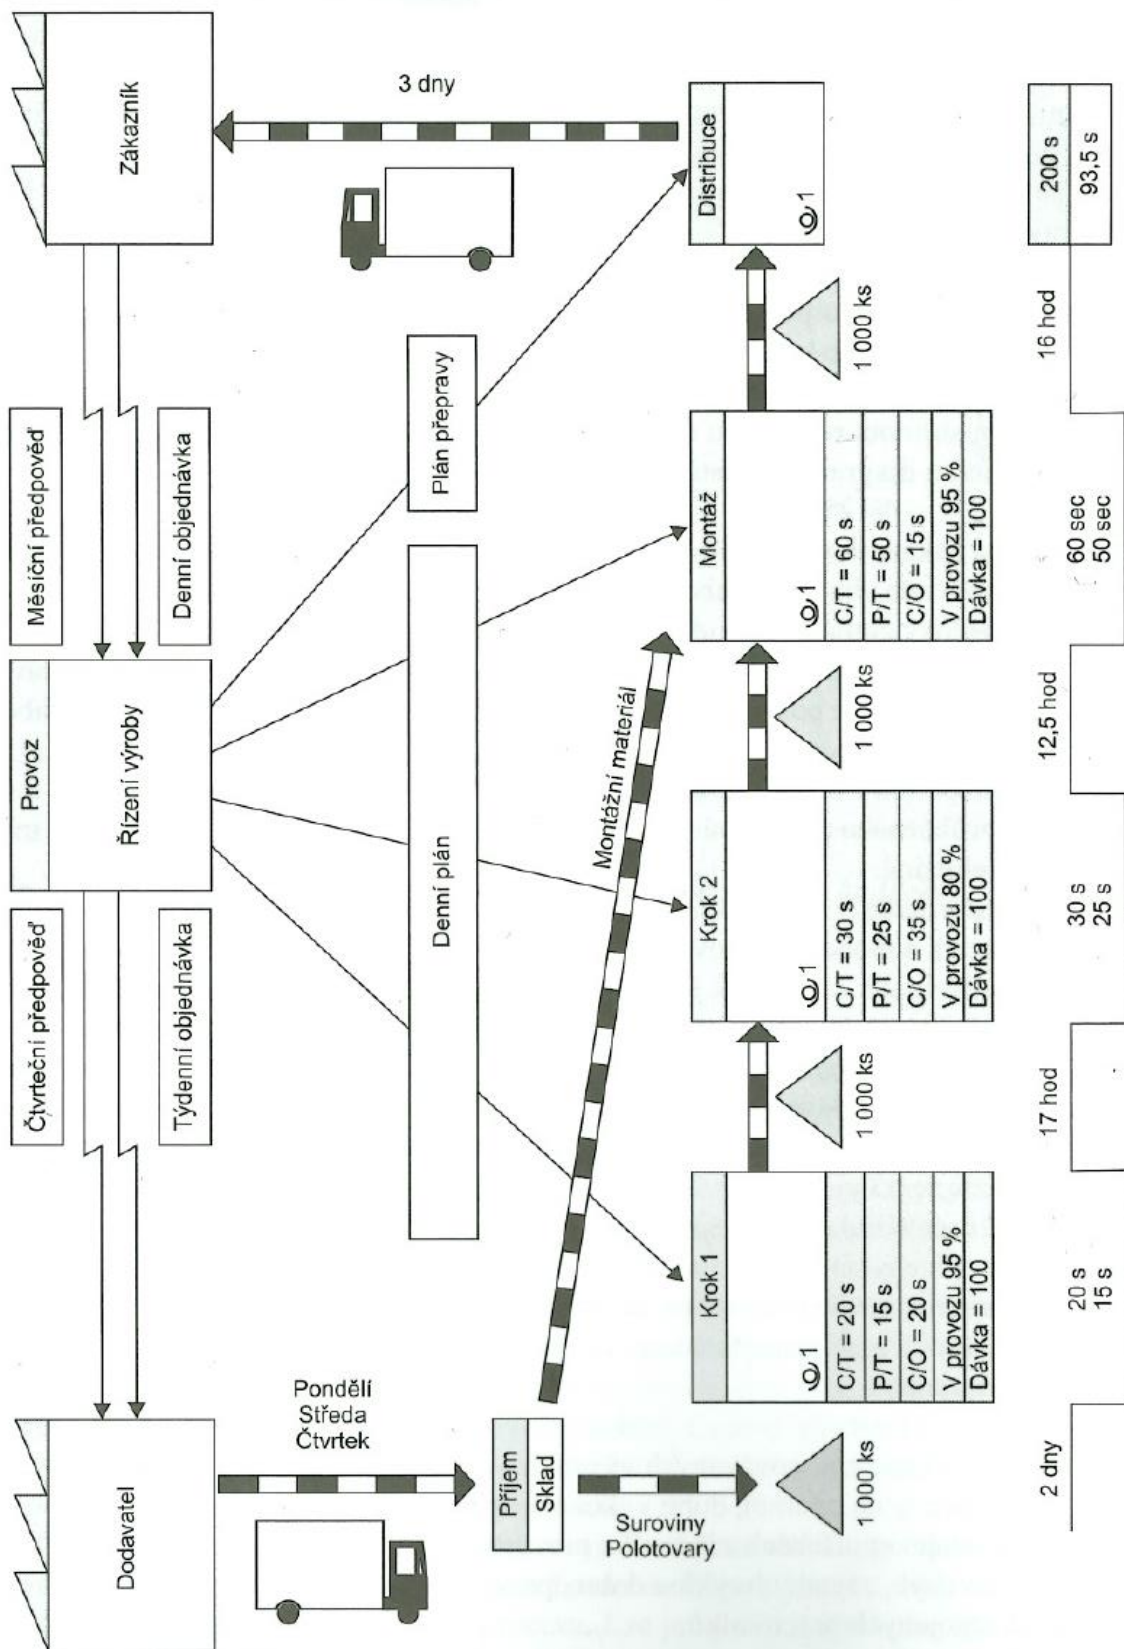 Dodavatel
Čtvrteční předpověď
Týdenní objednávka
Provoz
Řízení výroby
Měsíční předpověď
Denní objednávka
Zákazník
Pondělí
Středa
Čtvrtek
Denní plán
Plán přepravy
3 dny
Příjem
Sklad
Montážní materiál
Suroviny
Polotovary
1 000 ks
Krok 1
1
C/T = 20 s
P/T = 15 s
C/O = 20 s
V provozu 95 %
Dávka = 100
1 000 ks
Krok 2
1
C/T = 30 s
P/T = 25 s
C/O = 35 s
V provozu 80 %
Dávka = 100
1 000 ks
Montáž
1
C/T = 60 s
P/T = 50 s
C/O = 15 s
V provozu 95 %
Dávka = 100
1 000 ks
Distribuce
1
2 dny
20 s
15 s
17 hod
30 s
25 s
12,5 hod
60 sec
50 sec
16 hod
200 s
93,5 s